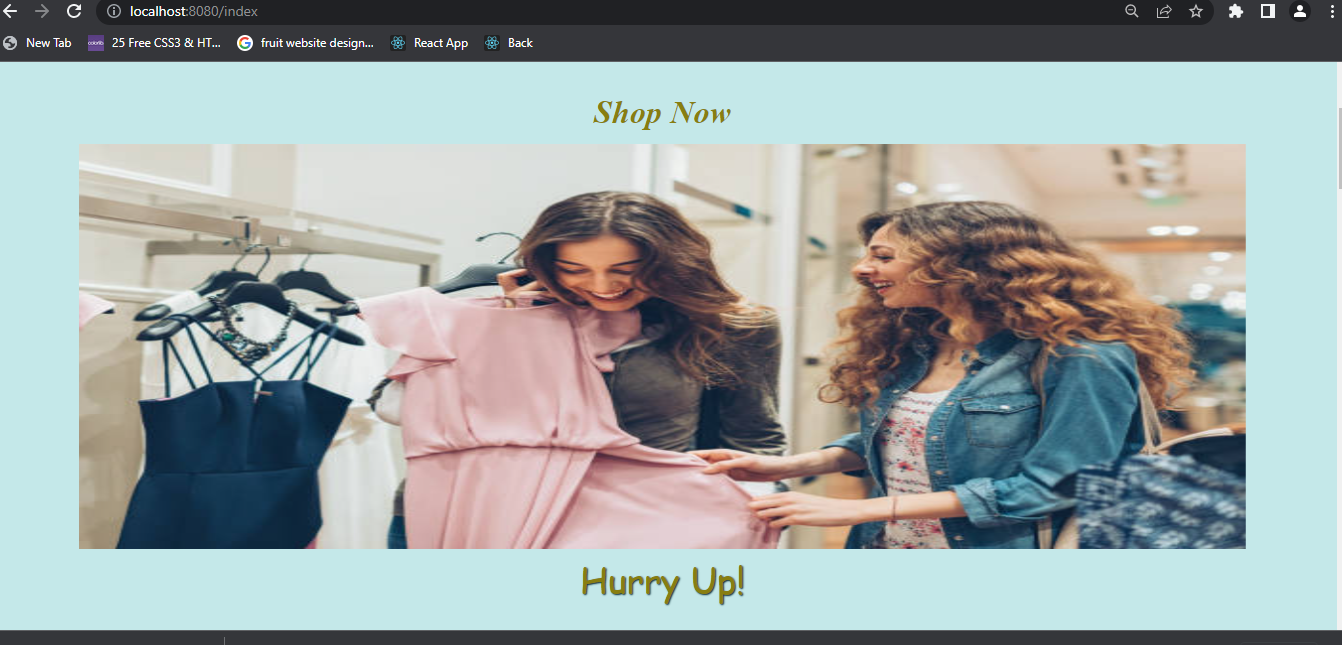 localhost:8080/index
New Tab
25 Free CSS3 & HT...
fruit website design...
React App
Back
Shop Now
Hurry Up!